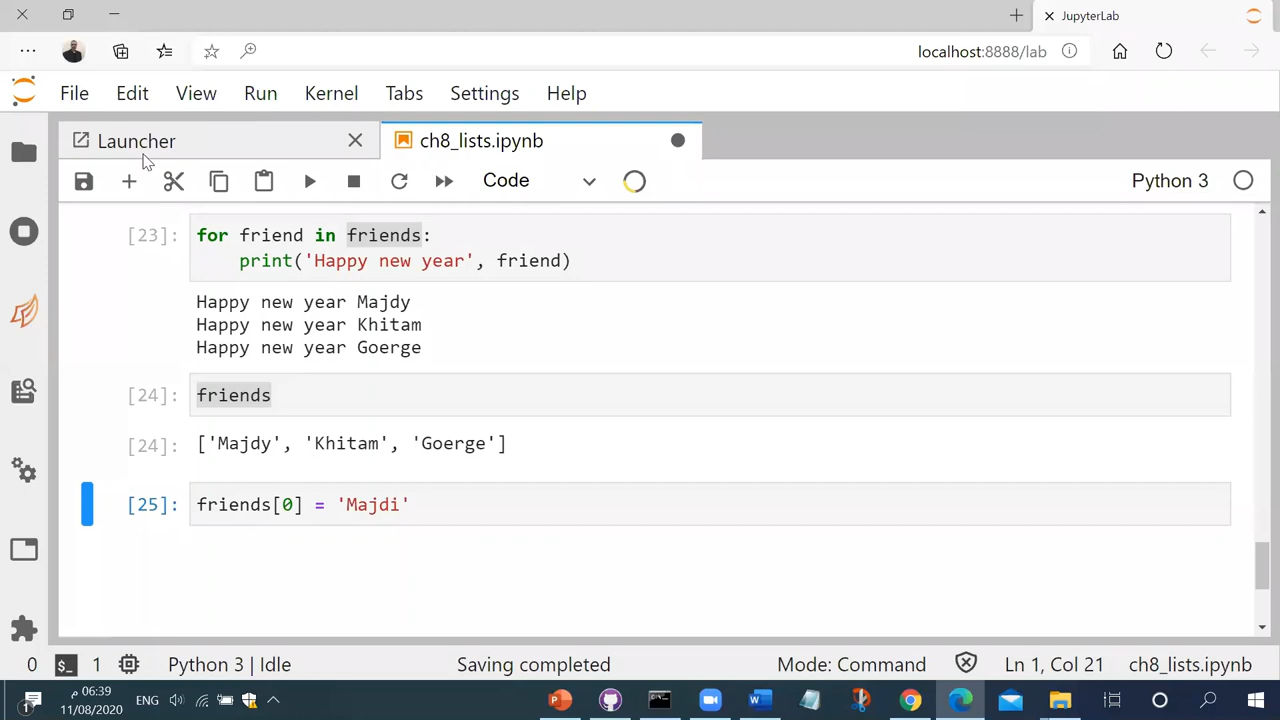 JupyterLab
localhost:8888/lab
File Edit View Run Kernel Tabs Settings Help
Launcher
ch8_lists.ipynb
Code
Python 3
[23]: for friend in friends:
print('Happy new year', friend)
Happy new year Majdy
Happy new year Khitam
Happy new year Goerge
[24]: friends
[24]: ['Majdy', 'Khitam', 'Goerge']
[25]: friends[0] = 'Majdi'
0 1 Python 3 | Idle Saving completed Mode: Command Ln 1, Col 21 ch8_lists.ipynb
06:39 م
ENG
11/08/2020
1